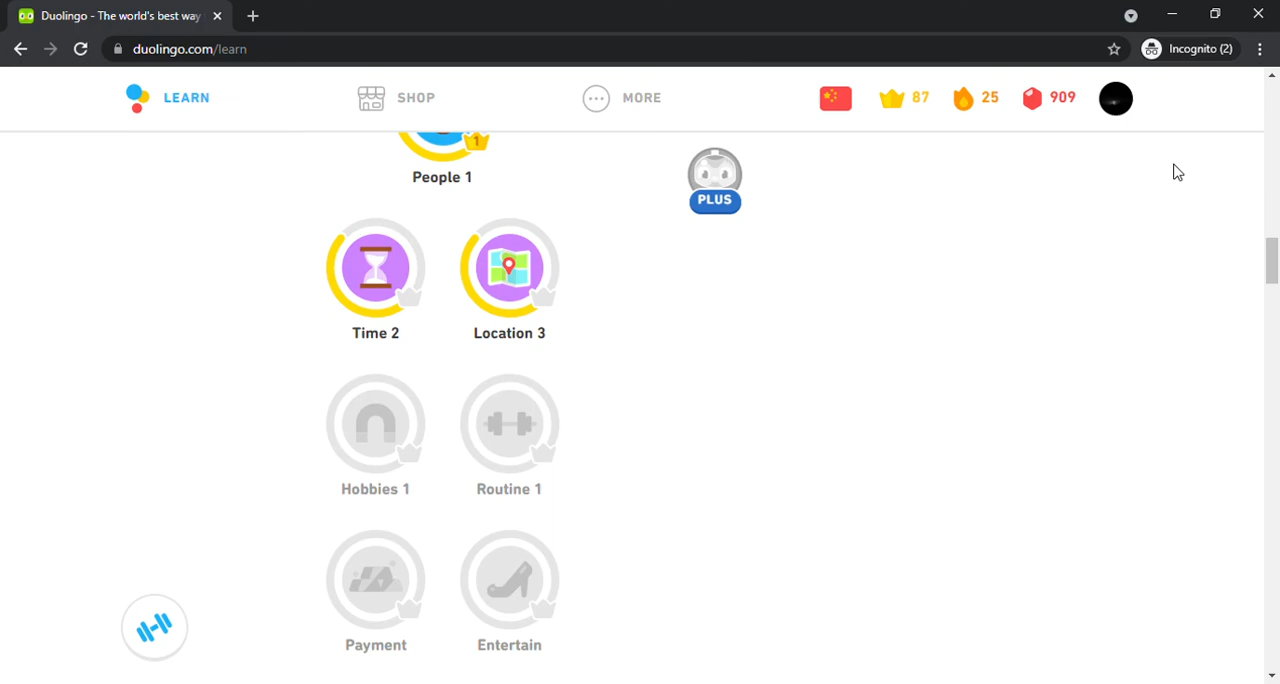 Duolingo - The world's best way
duolingo.com/learn
Incognito (2)
LEARN
SHOP
MORE
87
25
909
1
People 1
PLUS
Time 2
Location 3
Hobbies 1
Routine 1
Payment
Entertain